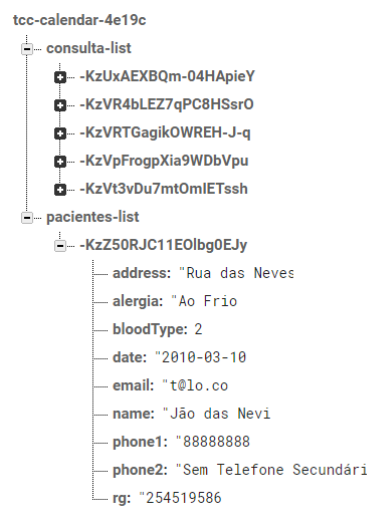 tcc-calendar-4e19c
consulta-list
-KzUxAEXBQm-04HApieY
-KzVR4bLEZ7qPC8HSsrO
-KzVRTGagikOWREH-J-q
-KzVpFrogpXia9WDbVpu
-KzVt3vDu7mtOmIETssh
pacientes-list
-KzZ50RJC11EOlbg0EJy
address: "Rua das Neves
alergia: "Ao Frio
bloodType: 2
date: "2010-03-10
email: "t@lo.co
name: "Jão das Nevi
phone1: "88888888
phone2: "Sem Telefone Secundári
rg: "254519586